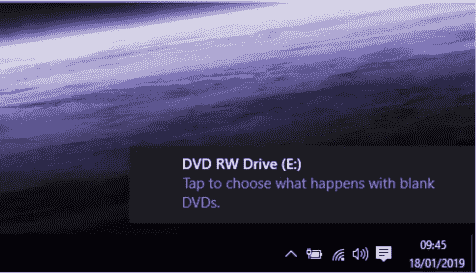 DVD RW Drive (E:)
Tap to choose what happens with blank
DVDs.
09:45
18/01/2019